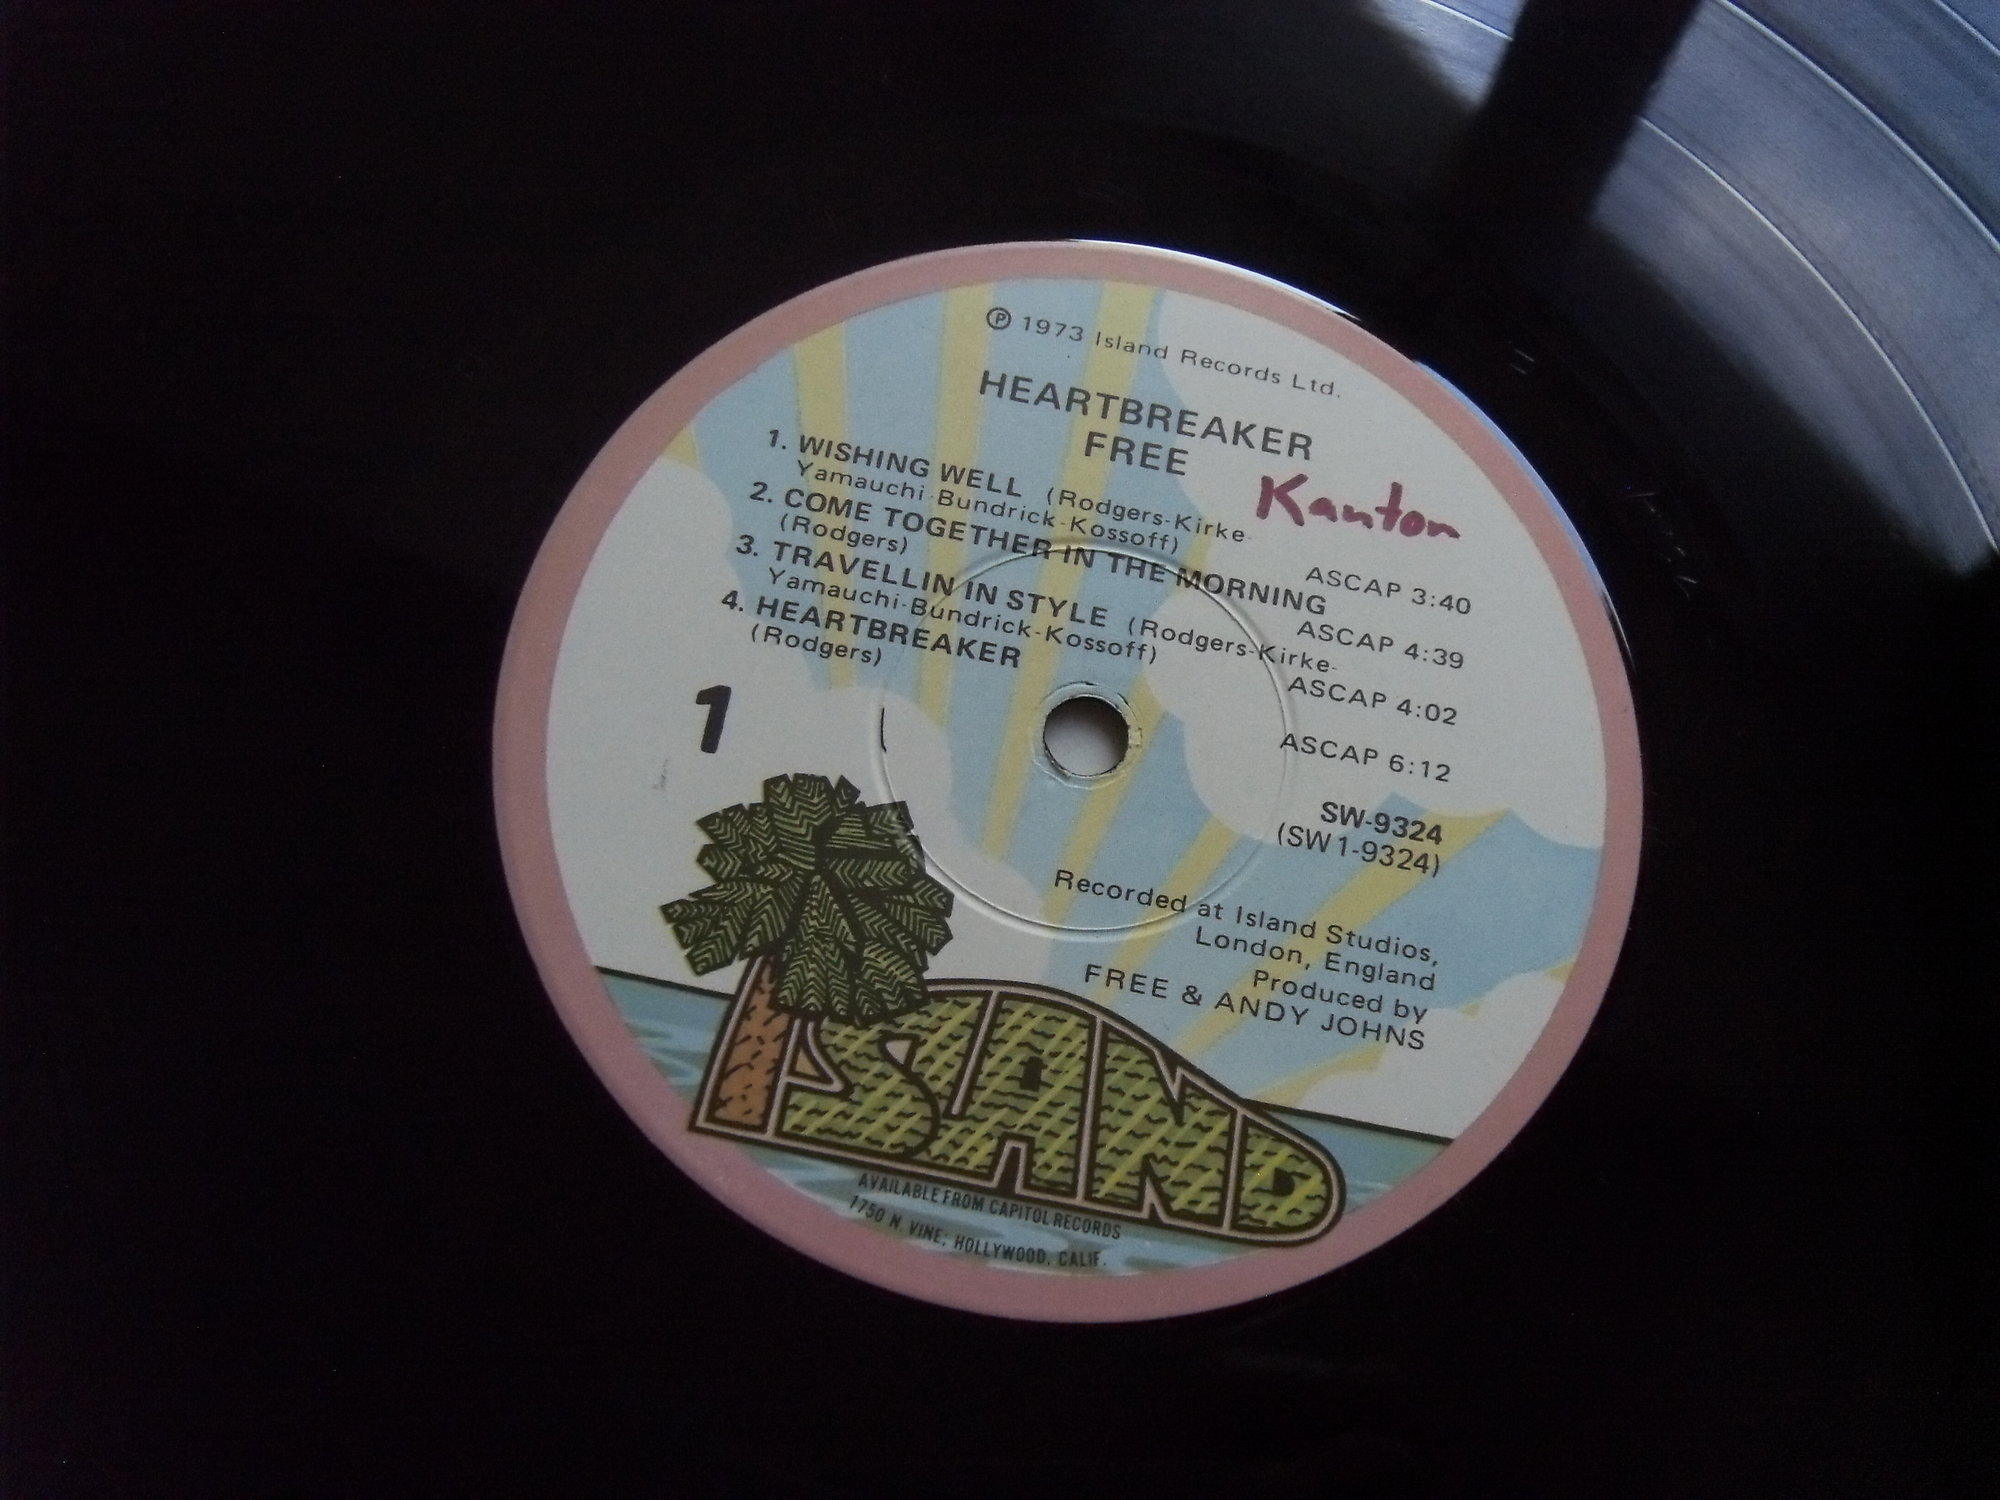 ℗ 1973 Island Records Ltd.
HEARTBREAKER
FREE
Kanton
1. WISHING WELL (Rodgers-Kirke-
Yamauchi-Bundrick-Kossoff) ASCAP 3:40
2. COME TOGETHER IN THE MORNING
(Rodgers) ASCAP 4:39
3. TRAVELLIN IN STYLE (Rodgers-Kirke-
Yamauchi-Bundrick-Kossoff) ASCAP 4:02
4. HEARTBREAKER
(Rodgers) ASCAP 6:12
1
SW-9324
(SW1-9324)
Recorded at Island Studios,
London, England
Produced by
FREE & ANDY JOHNS
ISLAND
AVAILABLE FROM CAPITOL RECORDS
1750 N. VINE; HOLLYWOOD, CALIF.